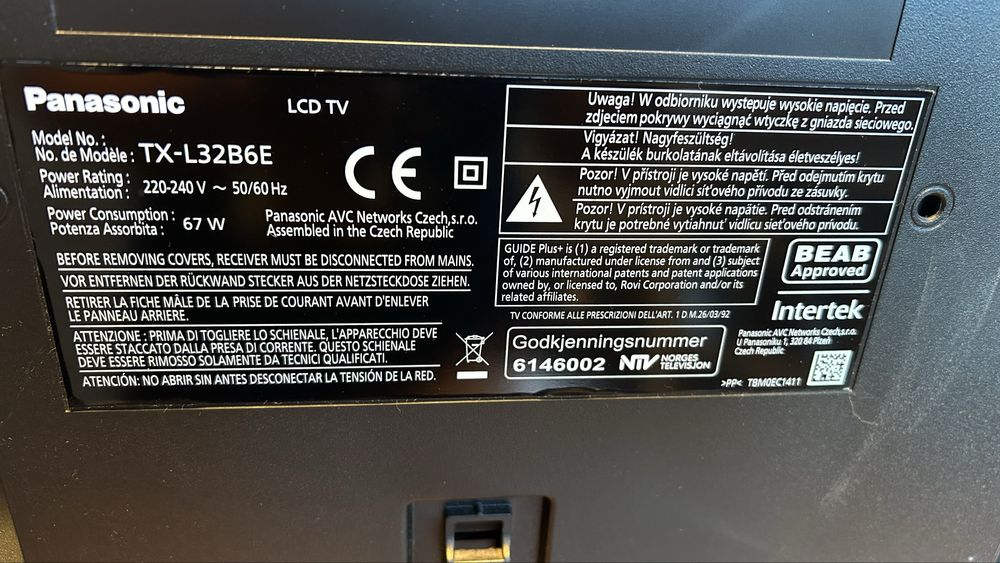 Panasonic
LCD TV
Model No. :
No. de Modèle : TX-L32B6E
Power Rating :
Alimentation : 220-240 V ~ 50/60 Hz
Power Consumption :
Potenza Assorbita : 67 W
Panasonic AVC Networks Czech,s.r.o.
Assembled in the Czech Republic
CE
BEFORE REMOVING COVERS, RECEIVER MUST BE DISCONNECTED FROM MAINS.
VOR ENTFERNEN DER RÜCKWAND STECKER AUS DER NETZSTECKDOSE ZIEHEN.
RETIRER LA FICHE MÂLE DE LA PRISE DE COURANT AVANT D'ENLEVER
LE PANNEAU ARRIERE.
ATTENZIONE : PRIMA DI TOGLIERE LO SCHIENALE, L'APPARECCHIO DEVE
ESSERE STACCATO DALLA PRESA DI CORRENTE. QUESTO SCHIENALE
DEVE ESSERE RIMOSSO SOLAMENTE DA TECNICI QUALIFICATI.
ATENCIÓN: NO ABRIR SIN ANTES DESCONECTAR LA TENSIÓN DE LA RED.
Uwaga! W odbiorniku występuje wysokie napięcie. Przed
zdjęciem pokrywy wyciągnąć wtyczkę z gniazda sieciowego.
Vigyázat! Nagyfeszültség!
A készülék burkolatának eltávolítása életveszélyes!
Pozor! V přístroji je vysoké napětí. Před odejmutím krytu
nutno vyjmout vidlici síťového přívodu ze zásuvky.
Pozor! V prístroji je vysoké napätie. Pred odstránením
krytu je potrebné vytiahnuť vidlicu sieťového prívodu.
GUIDE Plus+ is (1) a registered trademark or trademark
of, (2) manufactured under license from and (3) subject
of various international patents and patent applications
owned by, or licensed to, Rovi Corporation and/or its
related affiliates.
BEAB
Approved
Intertek
TV CONFORME ALLE PRESCRIZIONI DELL'ART. 1 D M.26/03/92
Godkjenningsnummer
6146002 NTV NORGES
TELEVISJON
Panasonic AVC Networks Czech,s.r.o.
U Panasoniku 1, 320 84 Plzeň
Czech Republic
>PP< TBM0EC1411